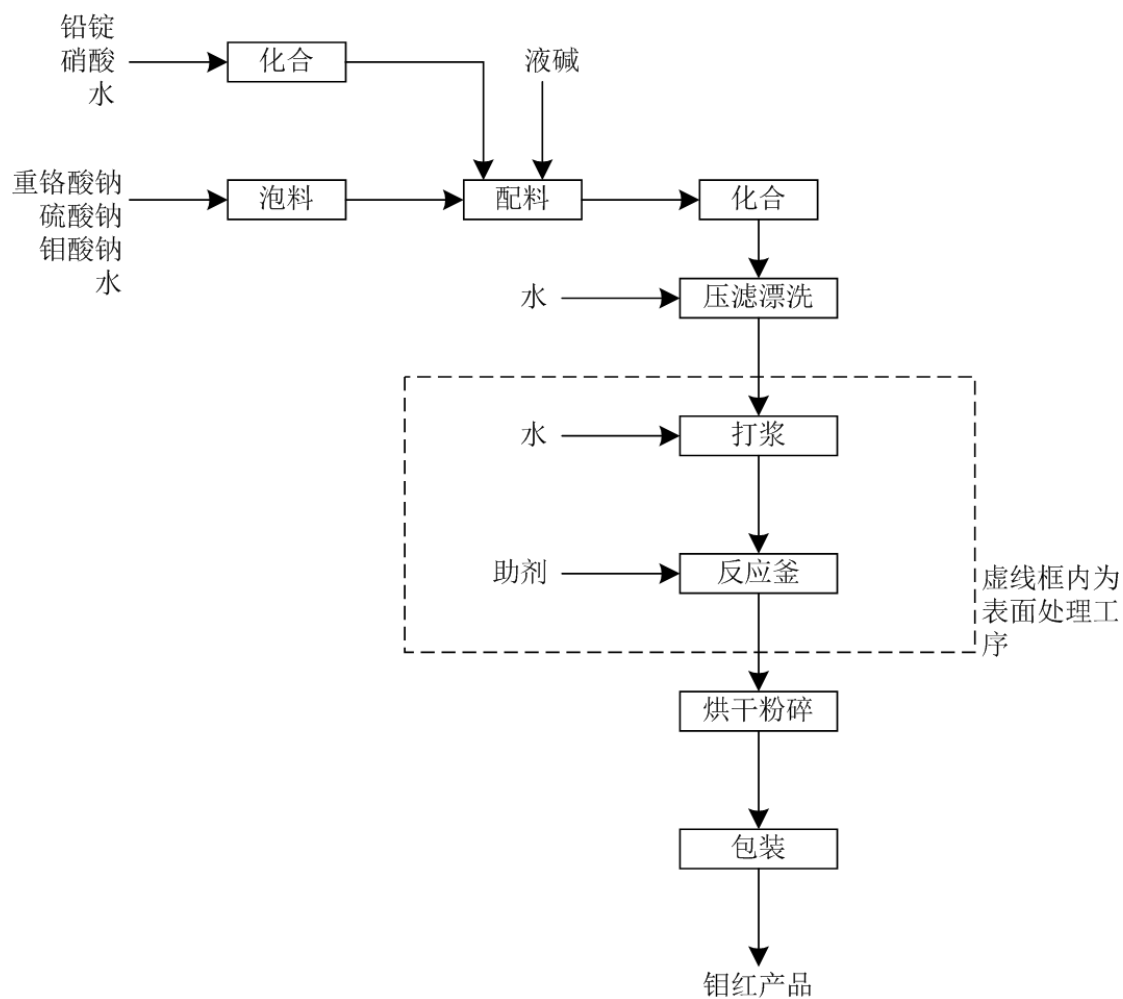 铅锭
硝酸
水
化合
液碱
重铬酸钠
硫酸钠
钼酸钠
水
泡料
配料
化合
水
压滤漂洗
水
打浆
助剂
反应釜
虚线框内为
表面处理工
序
烘干粉碎
包装
钼红产品